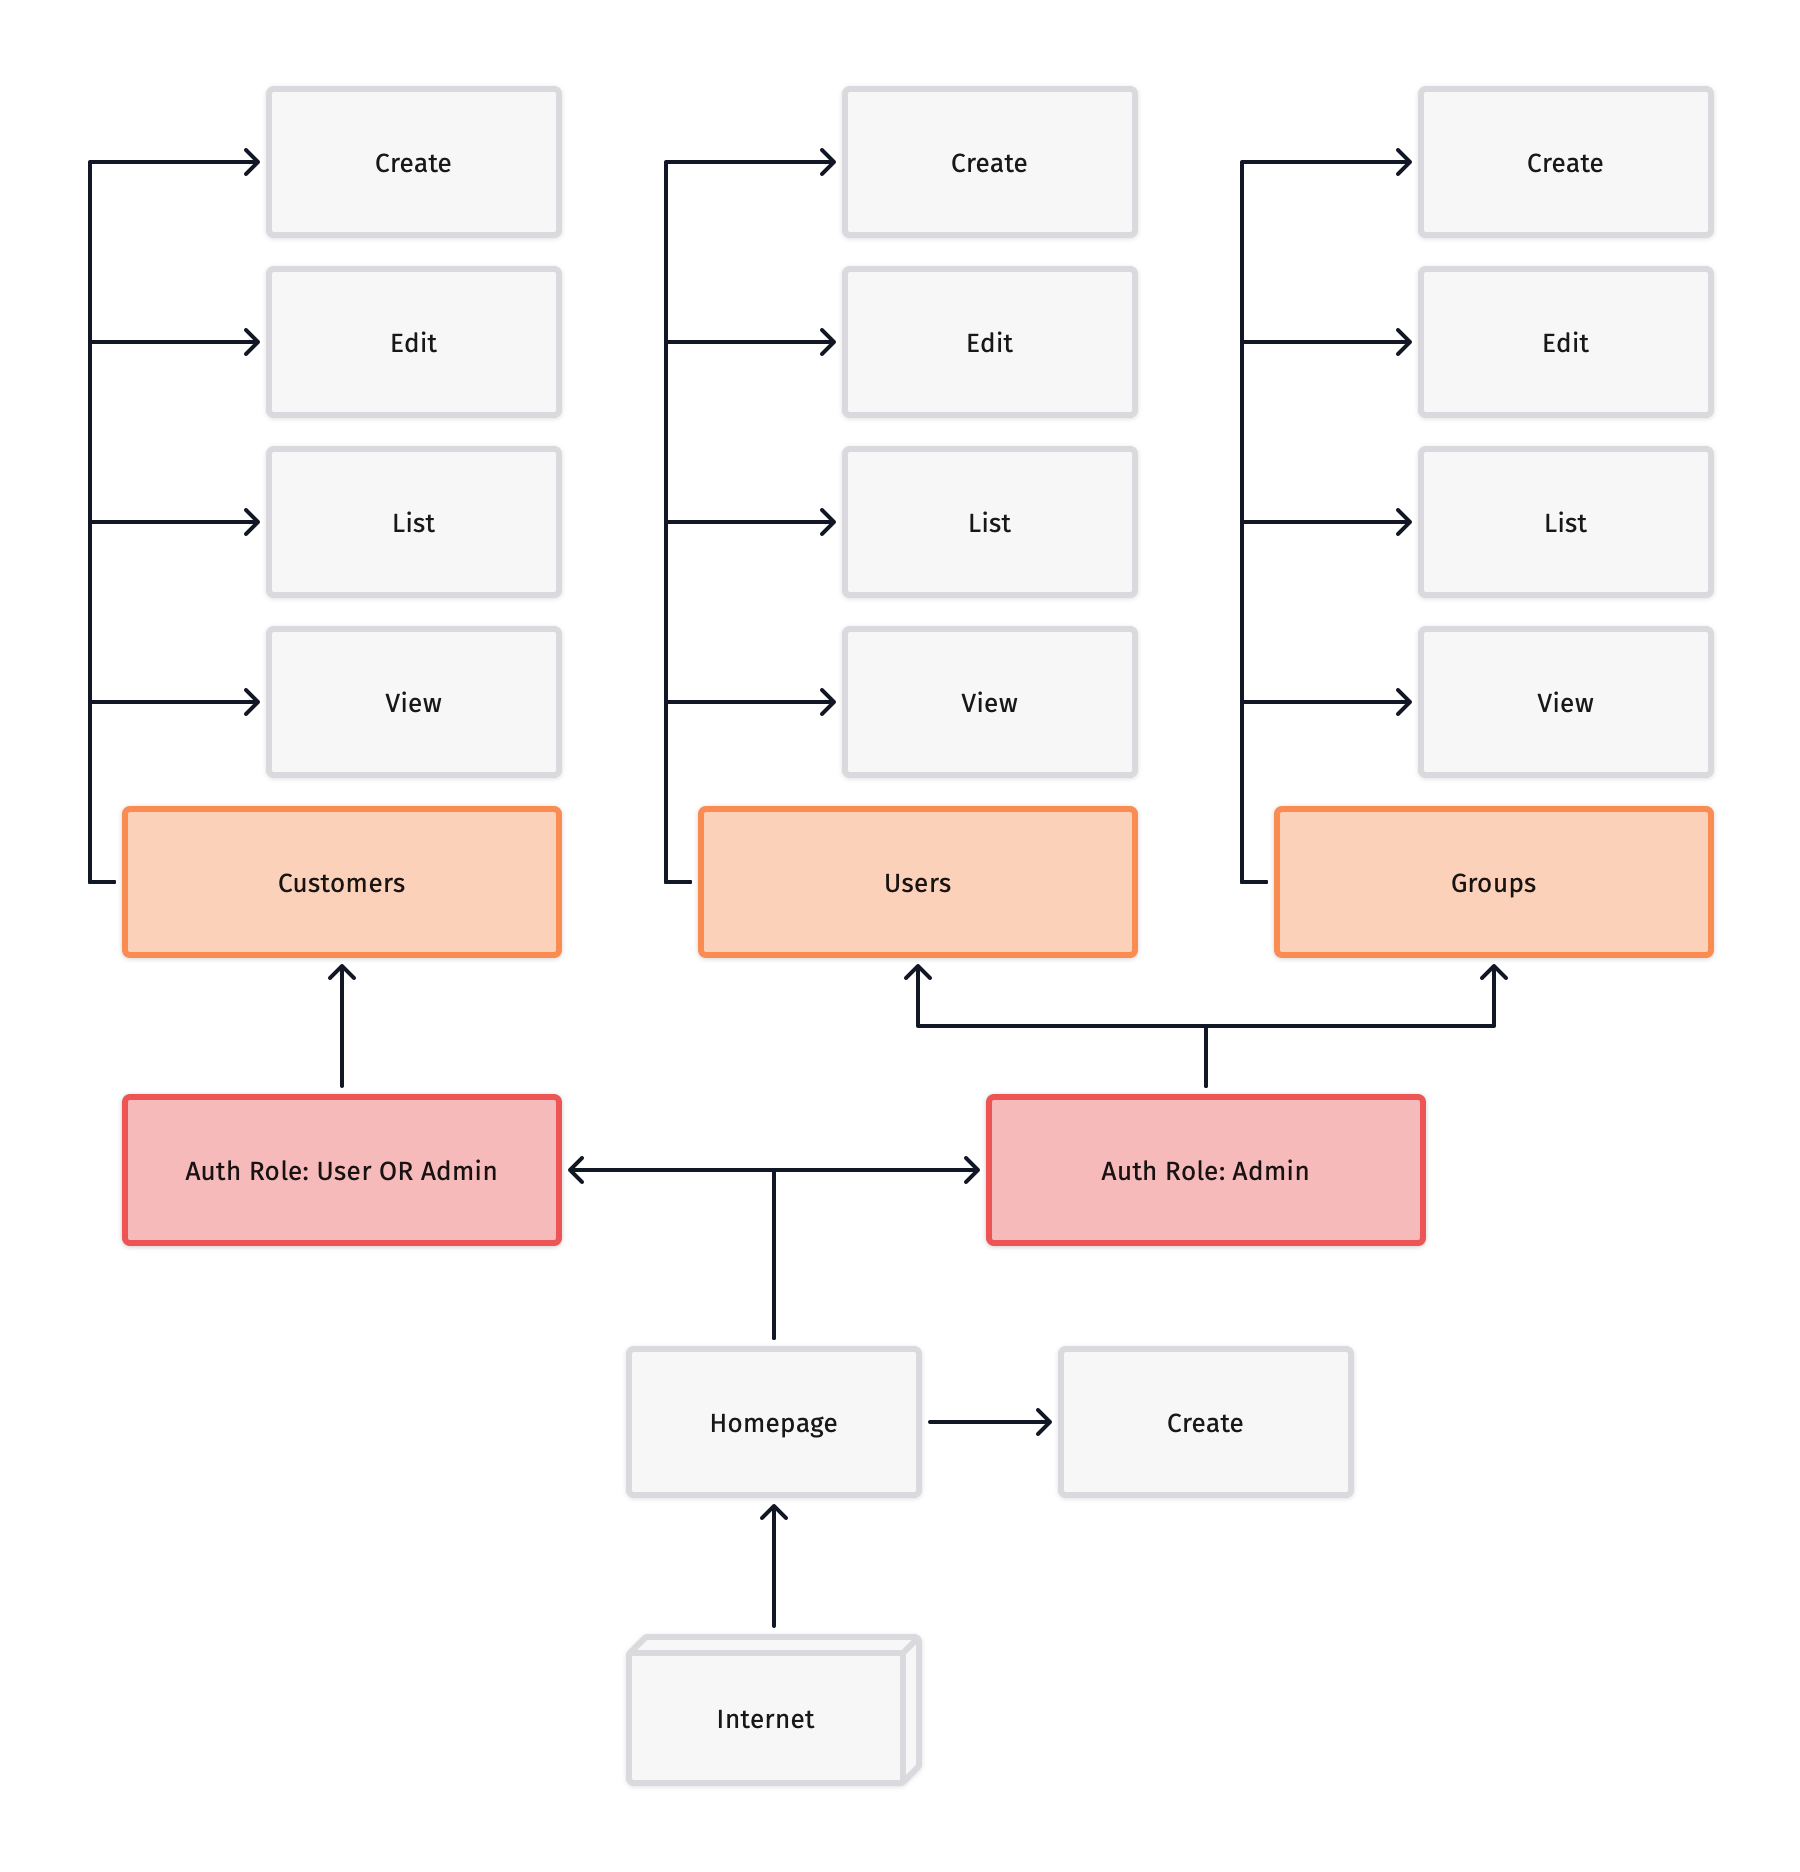 Create
Create
Create
Edit
Edit
Edit
List
List
List
View
View
View
Customers
Users
Groups
Auth Role: User OR Admin
Auth Role: Admin
Homepage
Create
Internet